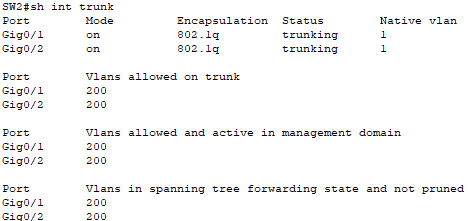 SW2#sh int trunk
Port Mode Encapsulation Status Native vlan
Gig0/1 on 802.1q trunking 1
Gig0/2 on 802.1q trunking 1
Port Vlans allowed on trunk
Gig0/1 200
Gig0/2 200
Port Vlans allowed and active in management domain
Gig0/1 200
Gig0/2 200
Port Vlans in spanning tree forwarding state and not pruned
Gig0/1 200
Gig0/2 200